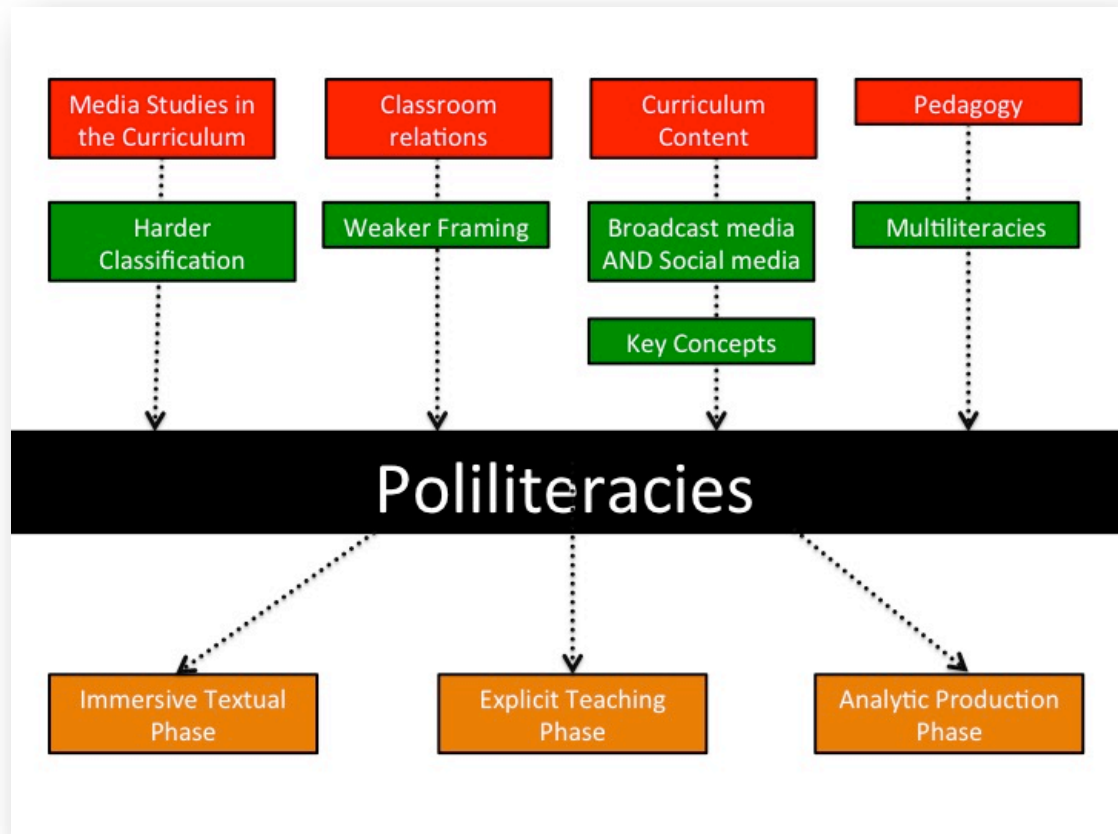 Media Studies in
the Curriculum
Classroom
relations
Curriculum
Content
Pedagogy
Harder
Classification
Weaker Framing
Broadcast media
AND Social media
Multiliteracies
Key Concepts
Poliliteracies
Immersive Textual
Phase
Explicit Teaching
Phase
Analytic Production
Phase